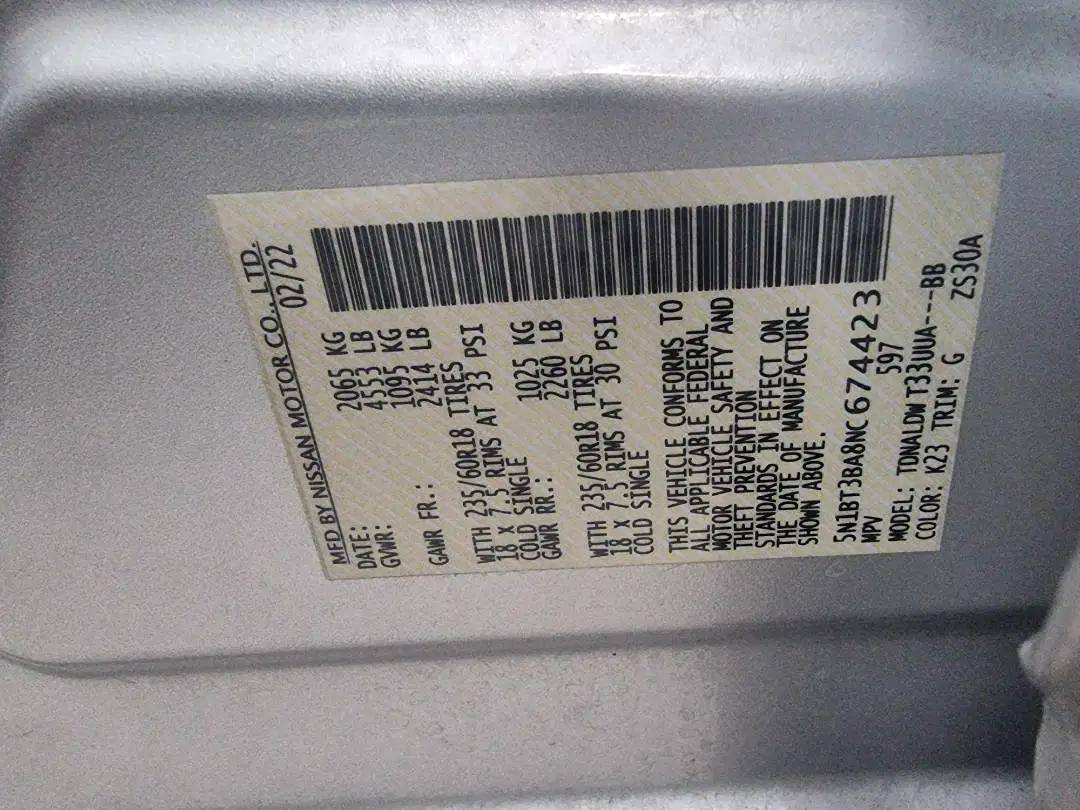 MFD BY NISSAN MOTOR CO., LTD.
DATE: 02/22
GVWR: 2065 KG
4553 LB
GAWR FR.: 1095 KG
2414 LB
WITH 235/60R18 TIRES
18 X 7.5 RIMS AT 33 PSI
COLD SINGLE
GAWR RR.: 1025 KG
2260 LB
WITH 235/60R18 TIRES
18 X 7.5 RIMS AT 30 PSI
COLD SINGLE
THIS VEHICLE CONFORMS TO
ALL APPLICABLE FEDERAL
MOTOR VEHICLE SAFETY AND
THEFT PREVENTION
STANDARDS IN EFFECT ON
THE DATE OF MANUFACTURE
SHOWN ABOVE.
5N1BT3BA8NC674423
MPV 597
MODEL: TDNALDW T33UUA---BB
COLOR: K23 TRIM: G ZS30A